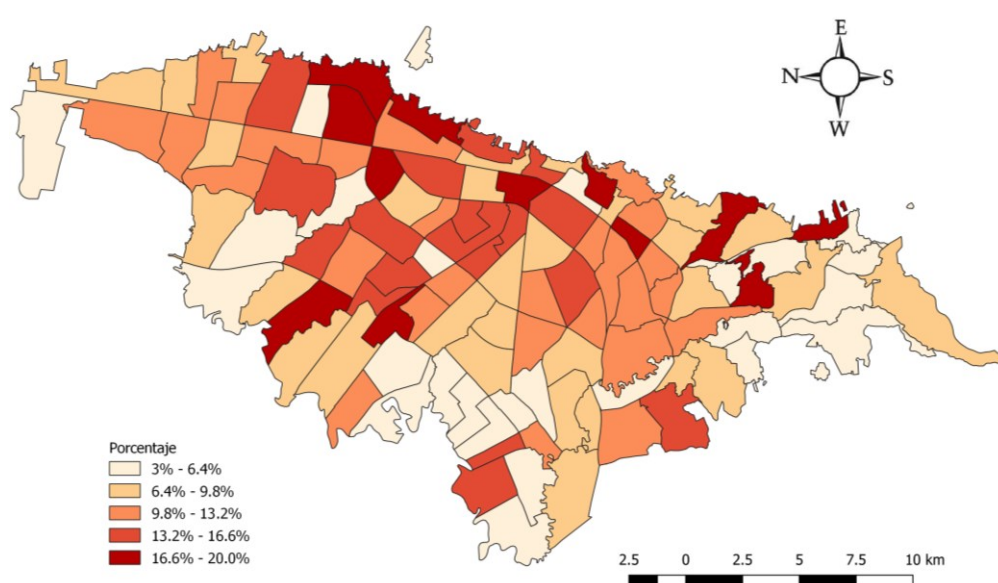 E
N S
W
Porcentaje
3% - 6.4%
6.4% - 9.8%
9.8% - 13.2%
13.2% - 16.6%
16.6% - 20.0%
2.5 0 2.5 5 7.5 10 km